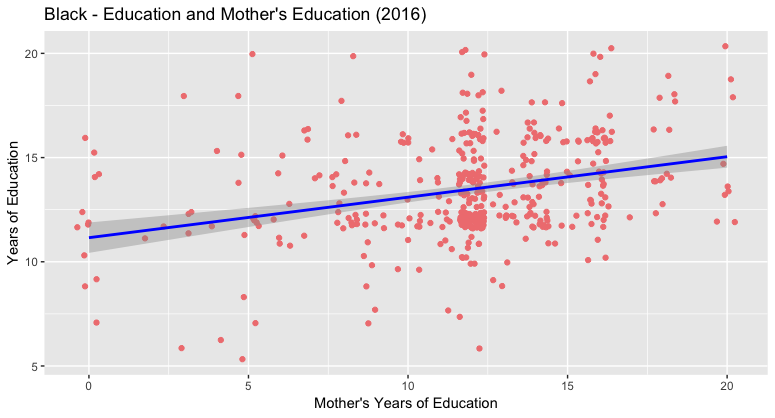 Black - Education and Mother's Education (2016)
20
15
10
5
Years of Education
0 5 10 15 20
Mother's Years of Education